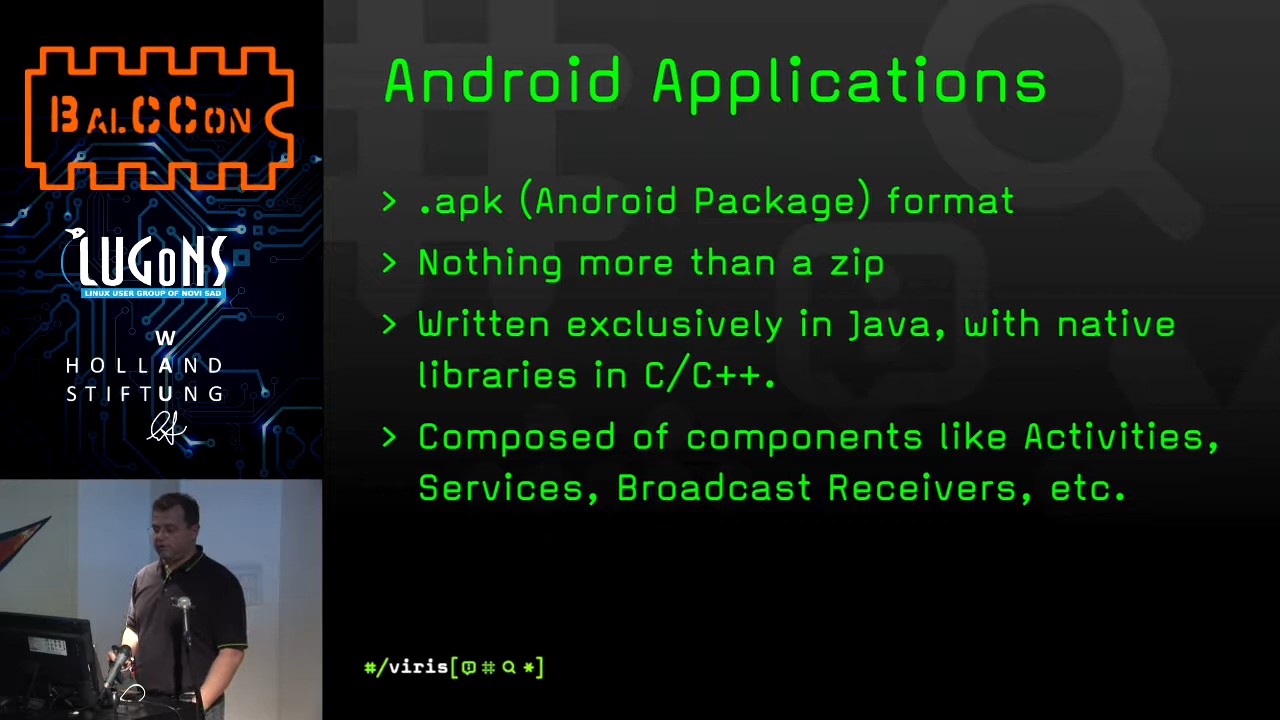 BALCCON
LUGONS
LINUX USER GROUP OF NOVI SAD
W
HOLLAND
STIFTUNG
Android Applications
> .apk (Android Package) format
> Nothing more than a zip
> Written exclusively in Java, with native
libraries in C/C++.
> Composed of components like Activities,
Services, Broadcast Receivers, etc.
#/viris[ # *]